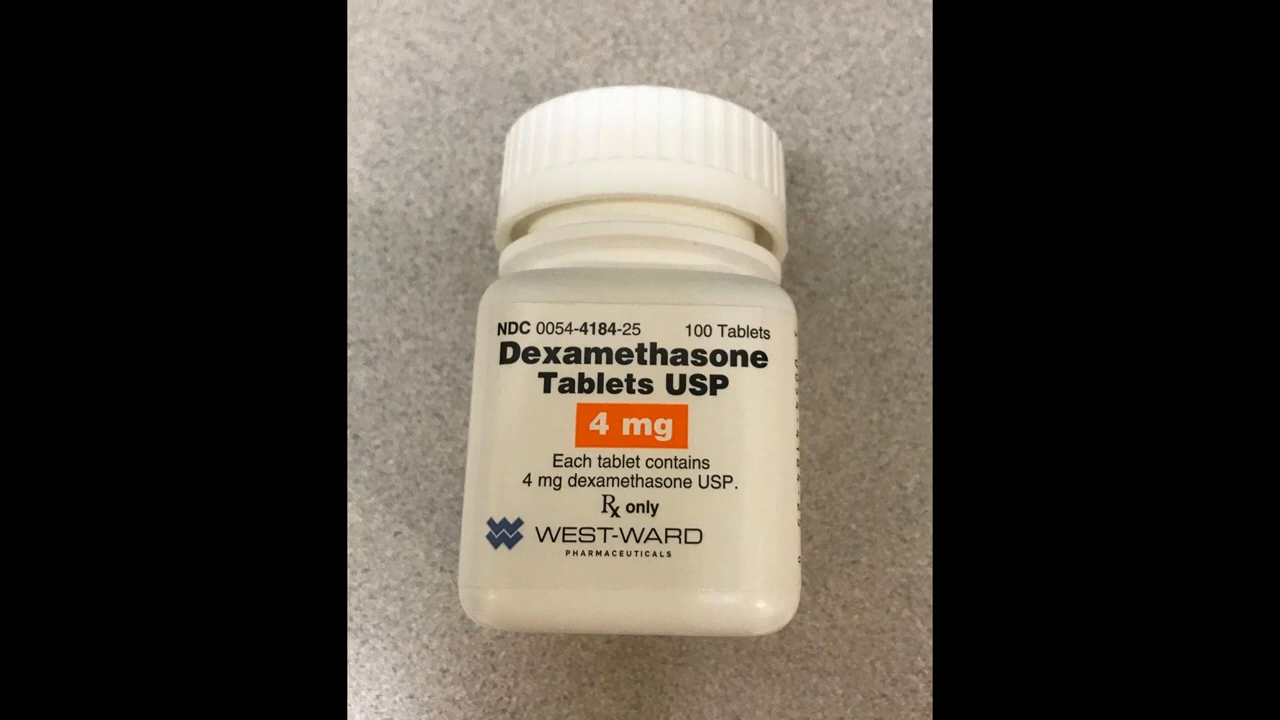 NDC 0054-4184-25 100 Tablets
Dexamethasone
Tablets USP
4 mg
Each tablet contains
4 mg dexamethasone USP.
Rx only
WEST-WARD
PHARMACEUTICALS